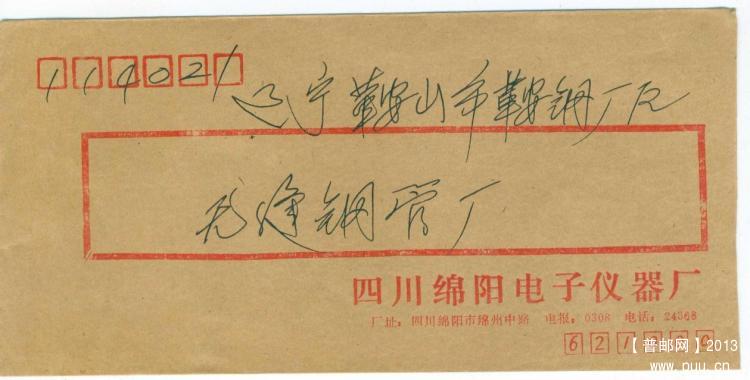 114021
辽宁鞍山市鞍钢厂区
无缝钢管厂
四川绵阳电子仪器厂
厂址：四川绵阳市绵州中路 电报：0308 电话：24368
【普邮网】2013
www.puu.cn